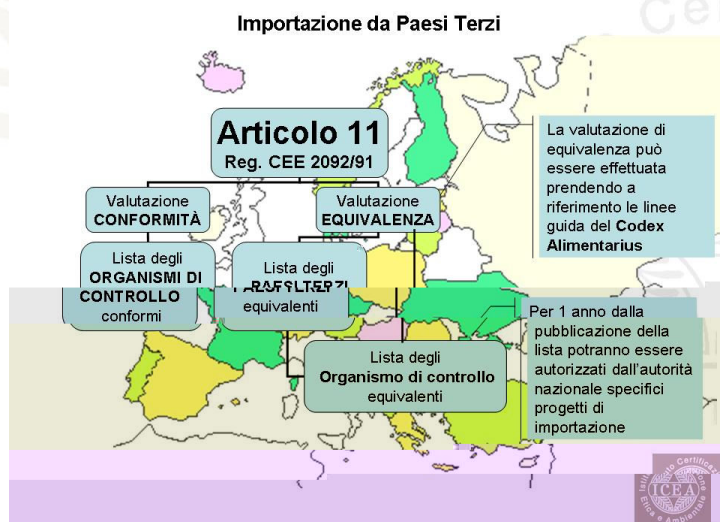 Importazione da Paesi Terzi
Articolo 11
Reg. CEE 2092/91
Valutazione
CONFORMITÀ
Valutazione
EQUIVALENZA
La valutazione di
equivalenza può
essere effettuata
prendendo a
riferimento le linee
guida del Codex
Alimentarius
Lista degli
ORGANISMI DI
CONTROLLO
conformi
Lista degli
equivalenti
Lista degli
Organismo di controllo
equivalenti
Per 1 anno dalla
pubblicazione della
lista potranno essere
autorizzati dall'autorità
nazionale specifici
progetti di
importazione
ICEA